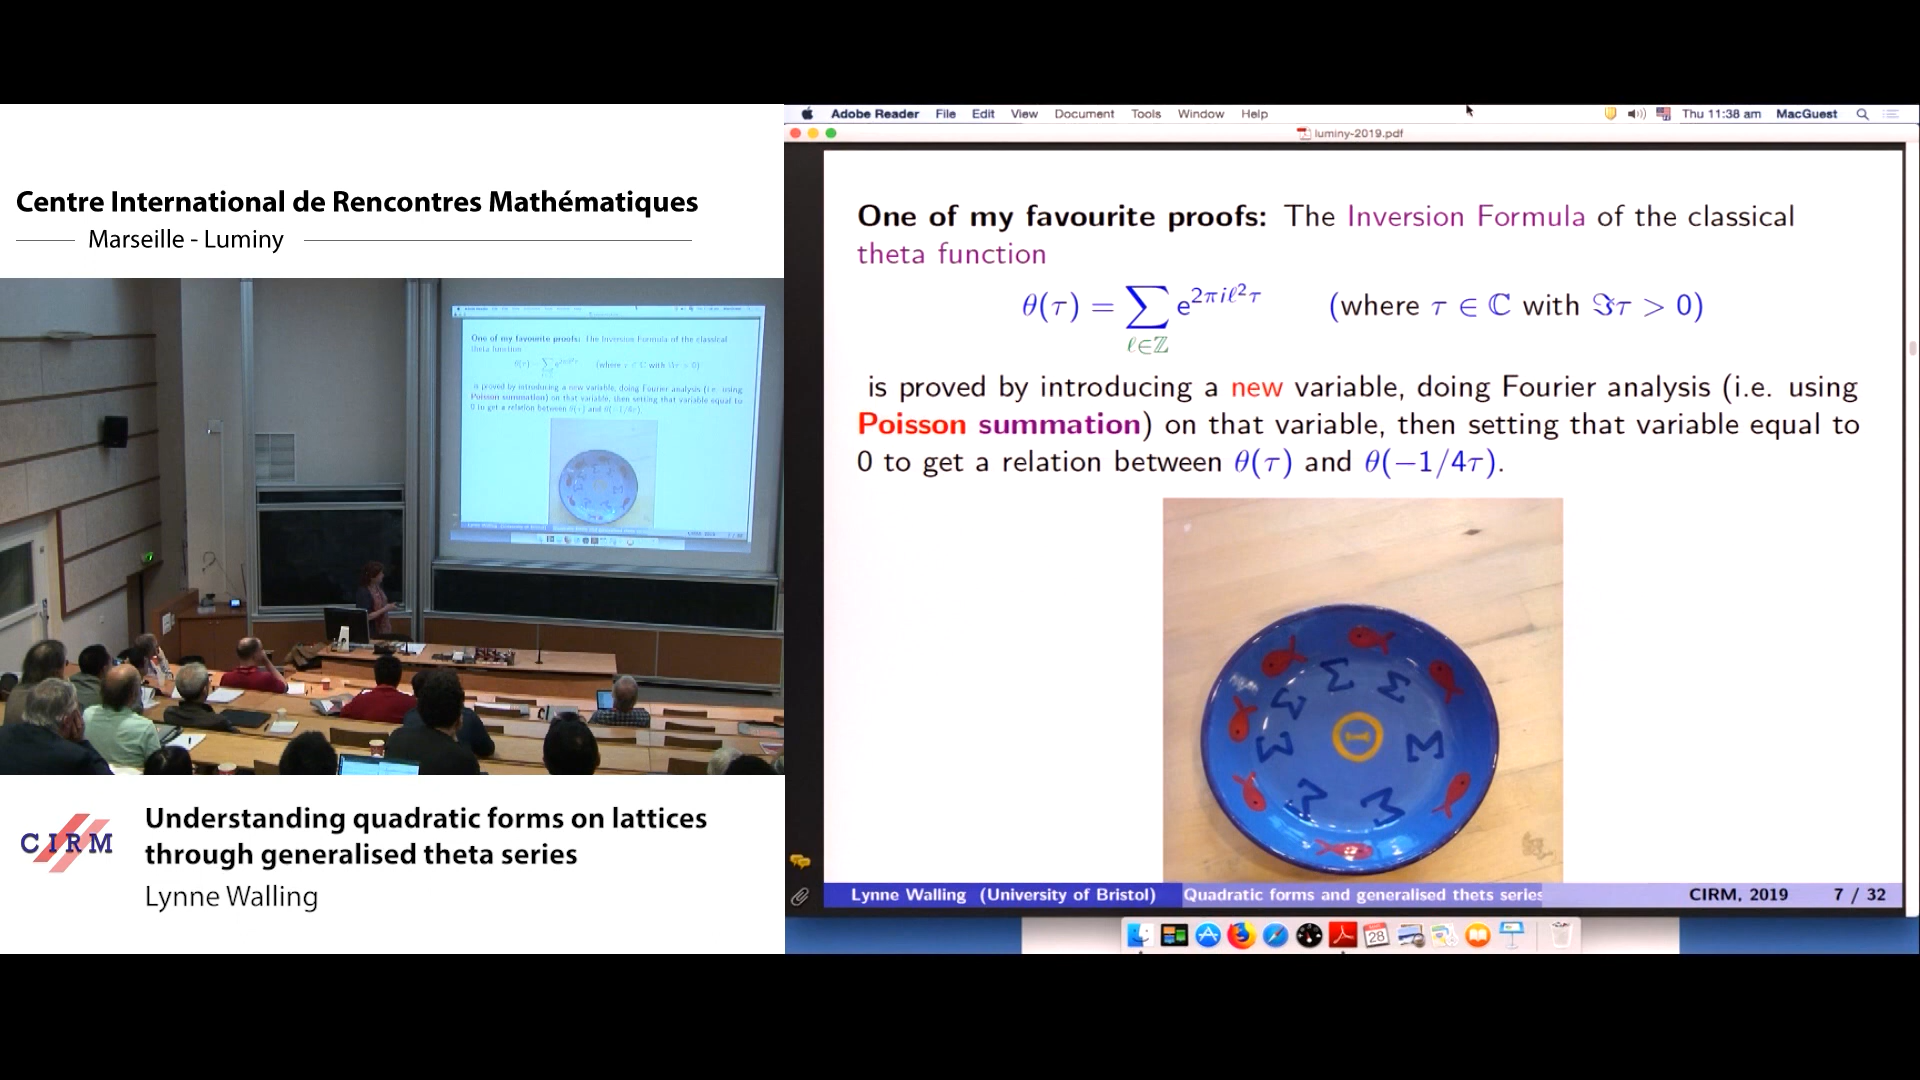 Centre International de Rencontres Mathématiques
Marseille - Luminy
CIRM
Understanding quadratic forms on lattices
through generalised theta series
Lynne Walling
Adobe Reader File Edit View Document Tools Window Help Thu 11:38 am MacGuest
luminy-2019.pdf
One of my favourite proofs: The Inversion Formula of the classical
theta function
θ(τ) = ∑ e^{2πiℓ²τ} (where τ ∈ ℂ with ℑτ > 0)
ℓ∈ℤ
is proved by introducing a new variable, doing Fourier analysis (i.e. using
Poisson summation) on that variable, then setting that variable equal to
0 to get a relation between θ(τ) and θ(−1/4τ).
Σ Σ Σ Σ Σ Σ Σ
Θ
Lynne Walling (University of Bristol) Quadratic forms and generalised thets series CIRM, 2019 7 / 32
28